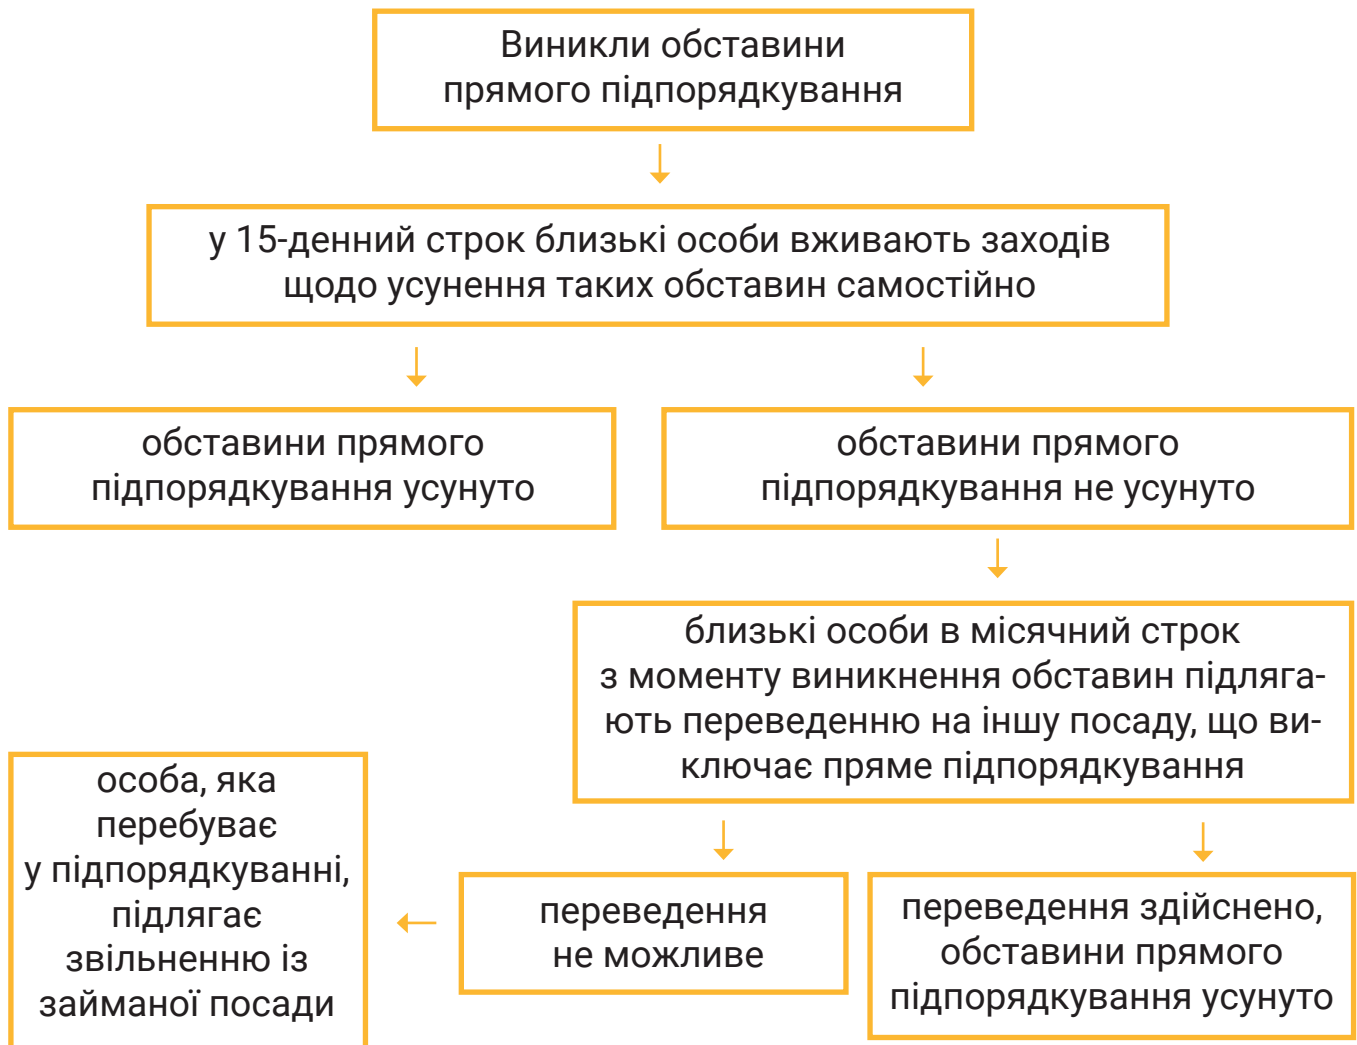 Виникли обставини
прямого підпорядкування
у 15-денний строк близькі особи вживають заходів
щодо усунення таких обставин самостійно
обставини прямого
підпорядкування усунуто
обставини прямого
підпорядкування не усунуто
близькі особи в місячний строк
з моменту виникнення обставин підляга-
ють переведенню на іншу посаду, що ви-
ключає пряме підпорядкування
особа, яка
перебуває
у підпорядкуванні,
підлягає
звільненню із
займаної посади
переведення
не можливе
переведення здійснено,
обставини прямого
підпорядкування усунуто